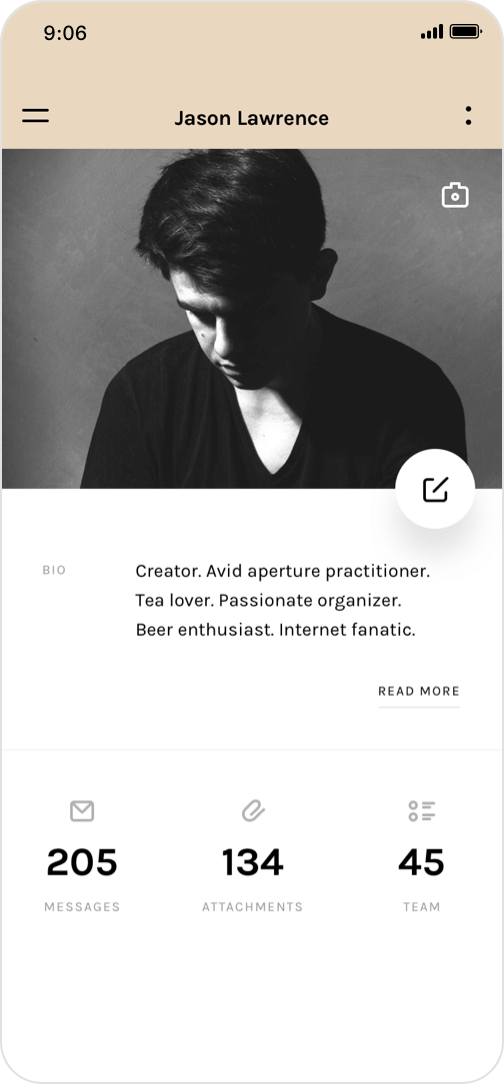 9:06
Jason Lawrence
BIO
Creator. Avid aperture practitioner.
Tea lover. Passionate organizer.
Beer enthusiast. Internet fanatic.
READ MORE
205 134 45
MESSAGES ATTACHMENTS TEAM